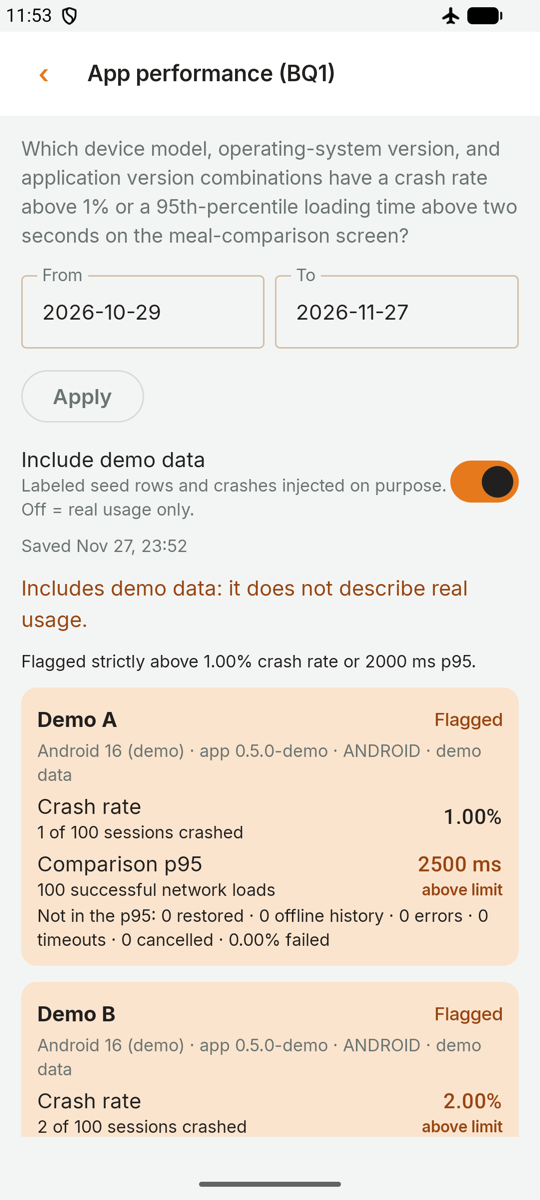 11:53
App performance (BQ1)
Which device model, operating-system version, and
application version combinations have a crash rate
above 1% or a 95th-percentile loading time above two
seconds on the meal-comparison screen?
From
2026-10-29
To
2026-11-27
Apply
Include demo data
Labeled seed rows and crashes injected on purpose.
Off = real usage only.
Saved Nov 27, 23:52
Includes demo data: it does not describe real
usage.
Flagged strictly above 1.00% crash rate or 2000 ms p95.
Demo A
Flagged
Android 16 (demo) · app 0.5.0-demo · ANDROID · demo
data
Crash rate
1.00%
1 of 100 sessions crashed
Comparison p95
2500 ms
100 successful network loads
above limit
Not in the p95: 0 restored · 0 offline history · 0 errors · 0
timeouts · 0 cancelled · 0.00% failed
Demo B
Flagged
Android 16 (demo) · app 0.5.0-demo · ANDROID · demo
data
Crash rate
2.00%
2 of 100 sessions crashed
above limit